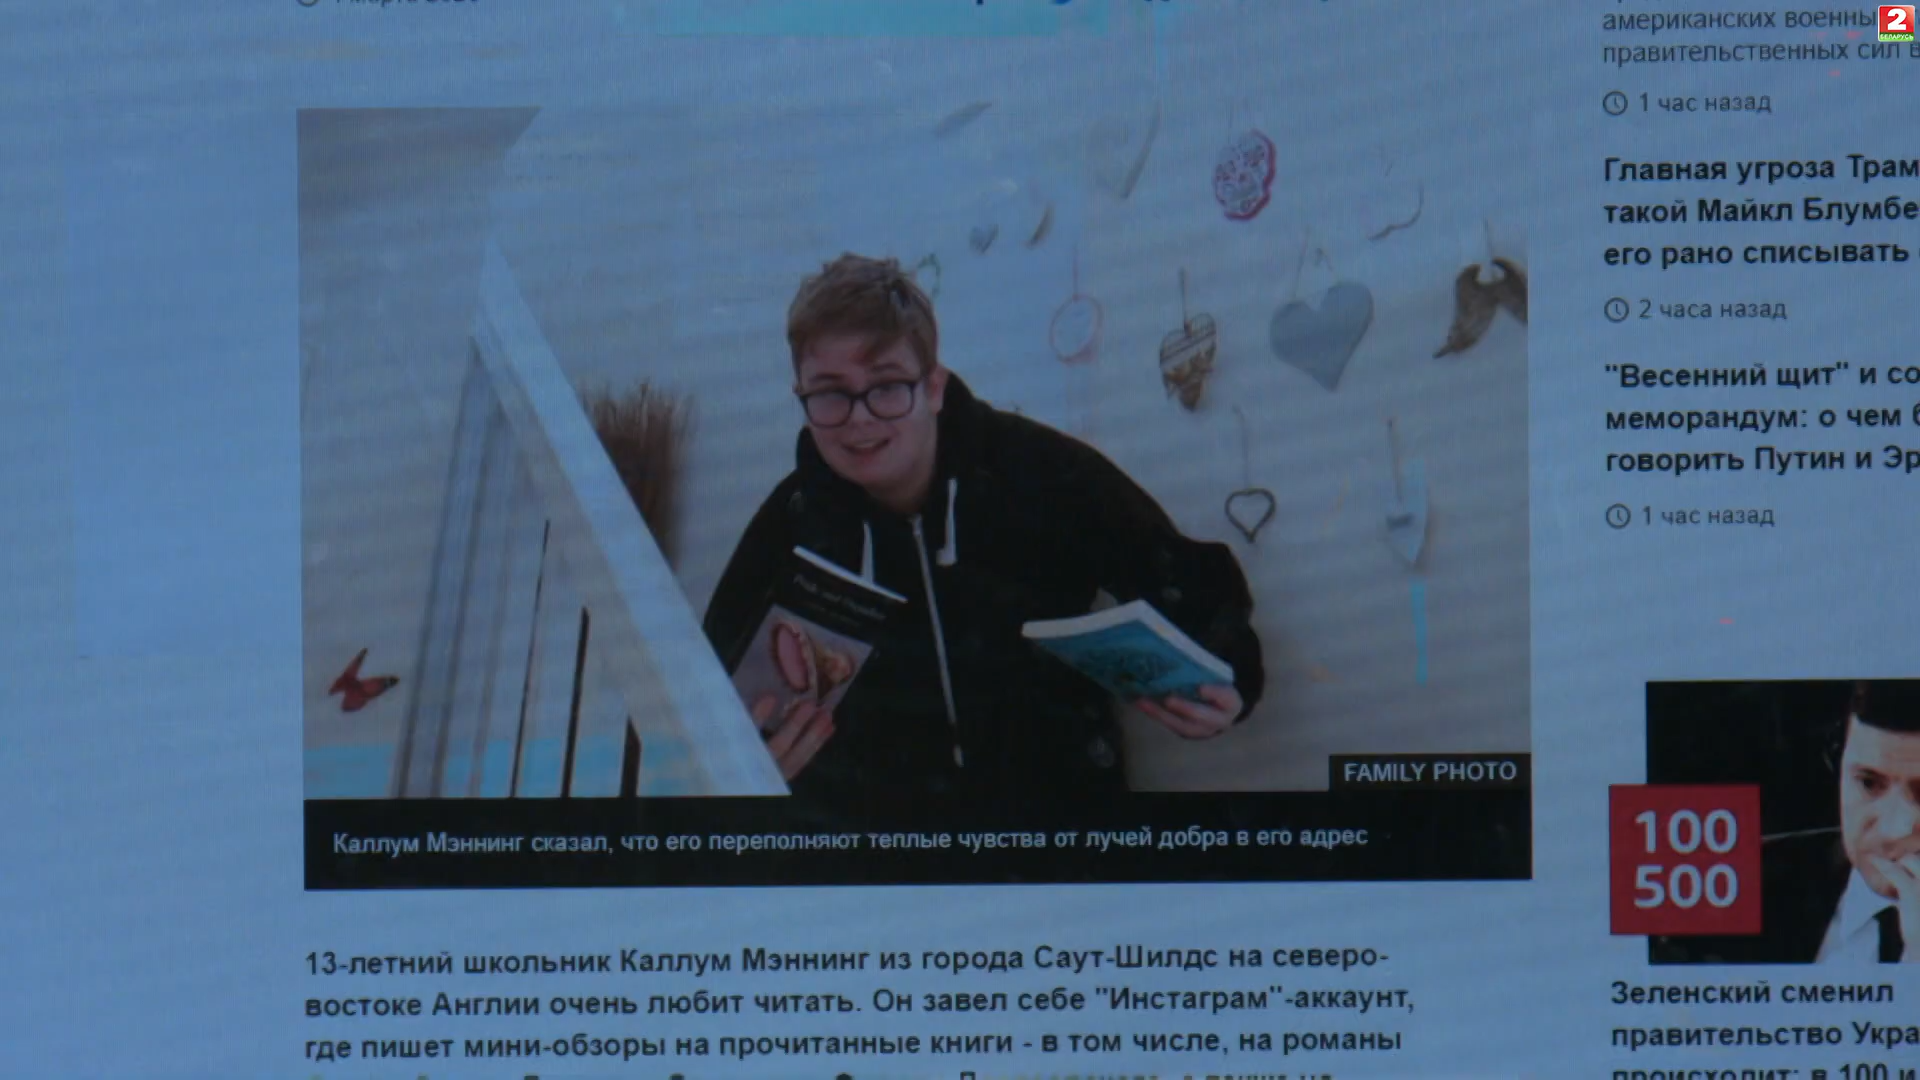 американских военны
правительственных сил в
1 час назад
Главная угроза Трам
такой Майкл Блумбе
его рано списывать
2 часа назад
"Весенний щит" и со
меморандум: о чем
говорить Путин и Эр
1 час назад
FAMILY PHOTO
Каллум Мэннинг сказал, что его переполняют теплые чувства от лучей добра в его адрес
13-летний школьник Каллум Мэннинг из города Саут-Шилдс на северо-
востоке Англии очень любит читать. Он завел себе "Инстаграм"-аккаунт,
где пишет мини-обзоры на прочитанные книги - в том числе, на романы
100
500
Зеленский сменил
правительство Укра
происходит: в 100 и
2
БЕЛАРУСЬ